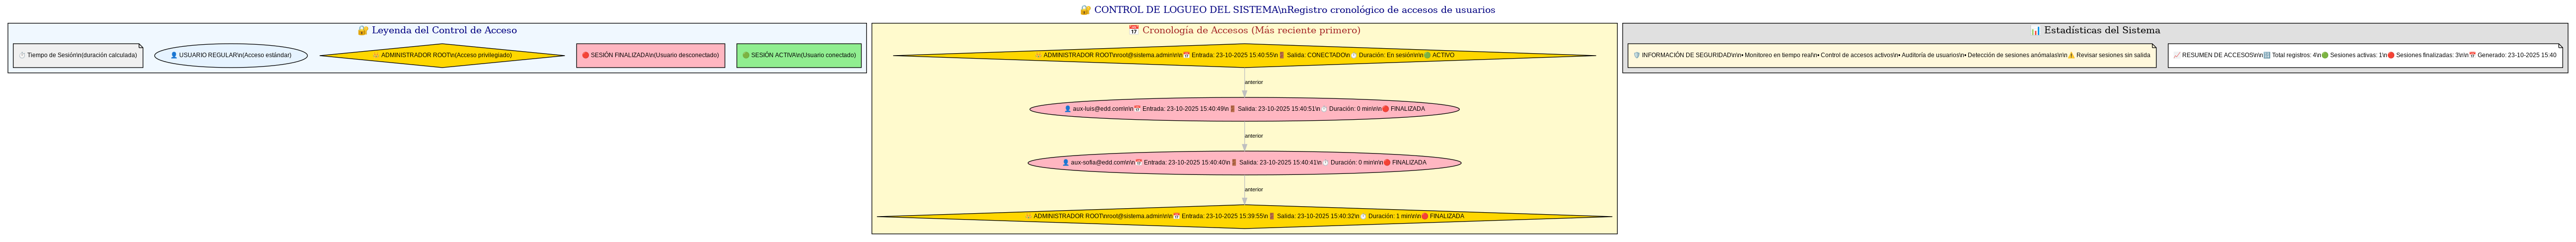 🔐 CONTROL DE LOGUEO DEL SISTEMA\nRegistro cronológico de accesos de usuarios
🔐 Leyenda del Control de Acceso
⏱️ Tiempo de Sesión\n(duración calculada)
👤 USUARIO REGULAR\n(Acceso estándar)
👑 ADMINISTRADOR ROOT\n(Acceso privilegiado)
🔴 SESIÓN FINALIZADA\n(Usuario desconectado)
🟢 SESIÓN ACTIVA\n(Usuario conectado)
📅 Cronología de Accesos (Más reciente primero)
👑 ADMINISTRADOR ROOT\nroot@sistema.admin\n\n📅 Entrada: 23-10-2025 15:40:55\n🚪 Salida: CONECTADO\n⏱️ Duración: En sesión\n\n🟢 ACTIVO
anterior
👤 aux-luis@edd.com\n\n📅 Entrada: 23-10-2025 15:40:49\n🚪 Salida: 23-10-2025 15:40:51\n⏱️ Duración: 0 min\n\n🔴 FINALIZADA
anterior
👤 aux-sofia@edd.com\n\n📅 Entrada: 23-10-2025 15:40:40\n🚪 Salida: 23-10-2025 15:40:41\n⏱️ Duración: 0 min\n\n🔴 FINALIZADA
anterior
👑 ADMINISTRADOR ROOT\nroot@sistema.admin\n\n📅 Entrada: 23-10-2025 15:39:55\n🚪 Salida: 23-10-2025 15:40:32\n⏱️ Duración: 1 min\n\n🔴 FINALIZADA
📊 Estadísticas del Sistema
🛡️ INFORMACIÓN DE SEGURIDAD\n\n• Monitoreo en tiempo real\n• Control de accesos activos\n• Auditoría de usuarios\n• Detección de sesiones anómalas\n\n⚠️ Revisar sesiones sin salida
📈 RESUMEN DE ACCESOS\n\n🔢 Total registros: 4\n🟢 Sesiones activas: 1\n🔴 Sesiones finalizadas: 3\n\n📅 Generado: 23-10-2025 15:40